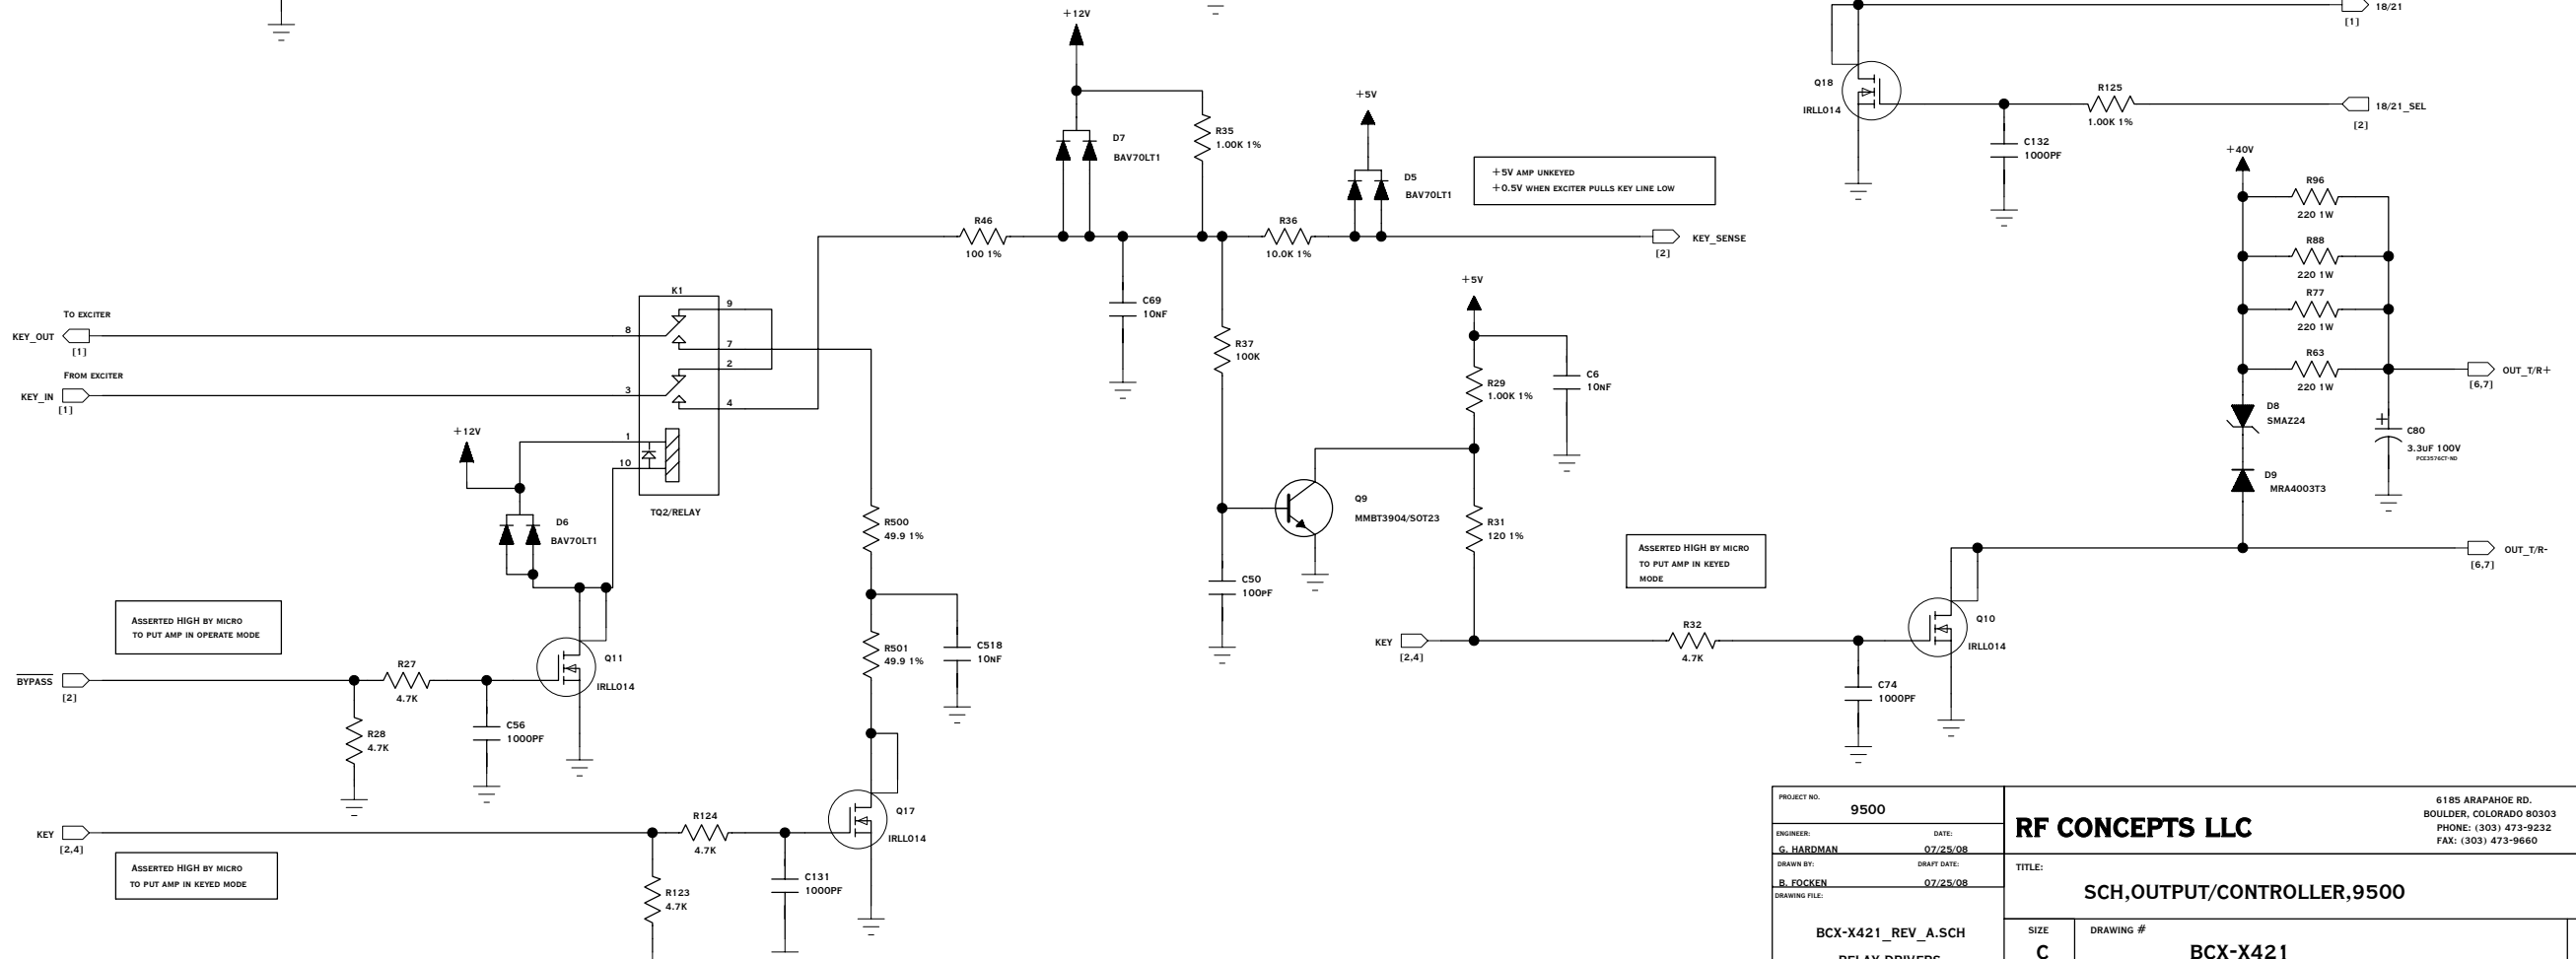 +12V
18/21
[1]
Q18
IRLL014
R125
1.00K 1%
18/21_SEL
[2]
C132
1000PF
D7
BAV70LT1
R35
1.00K 1%
+5V
D5
BAV70LT1
+5V AMP UNKEYED
+0.5V WHEN EXCITER PULLS KEY LINE LOW
+40V
R96
220 1W
R88
220 1W
R77
220 1W
R63
220 1W
OUT_T/R+
[6,7]
R46
100 1%
R36
10.0K 1%
KEY_SENSE
[2]
C69
10NF
R37
100K
+5V
R29
1.00K 1%
C6
10NF
K1
9
8
7
2
3
4
1
10
TQ2/RELAY
TO EXCITER
KEY_OUT
[1]
FROM EXCITER
KEY_IN
[1]
+12V
D6
BAV70LT1
D8
SMAZ24
C80
3.3UF 100V
PCE3576CT-ND
D9
MRA4003T3
OUT_T/R-
[6,7]
R500
49.9 1%
Q9
MMBT3904/SOT23
R31
120 1%
ASSERTED HIGH BY MICRO
TO PUT AMP IN KEYED
MODE
C50
100PF
KEY
[2,4]
R32
4.7K
Q10
IRLL014
C74
1000PF
ASSERTED HIGH BY MICRO
TO PUT AMP IN OPERATE MODE
BYPASS
[2]
R27
4.7K
R28
4.7K
C56
1000PF
Q11
IRLL014
R501
49.9 1%
C518
10NF
KEY
[2,4]
R124
4.7K
Q17
IRLL014
ASSERTED HIGH BY MICRO
TO PUT AMP IN KEYED MODE
R123
4.7K
C131
1000PF
PROJECT NO.
9500
ENGINEER:
DATE:
G. HARDMAN
07/25/08
DRAWN BY:
DRAFT DATE:
B. FOCKEN
07/25/08
DRAWING FILE:
BCX-X421_REV_A.SCH
RELAY DRIVERS
RF CONCEPTS LLC
6185 ARAPAHOE RD.
BOULDER, COLORADO 80303
PHONE: (303) 473-9232
FAX: (303) 473-9660
TITLE:
SCH,OUTPUT/CONTROLLER,9500
SIZE
C
DRAWING #
BCX-X421